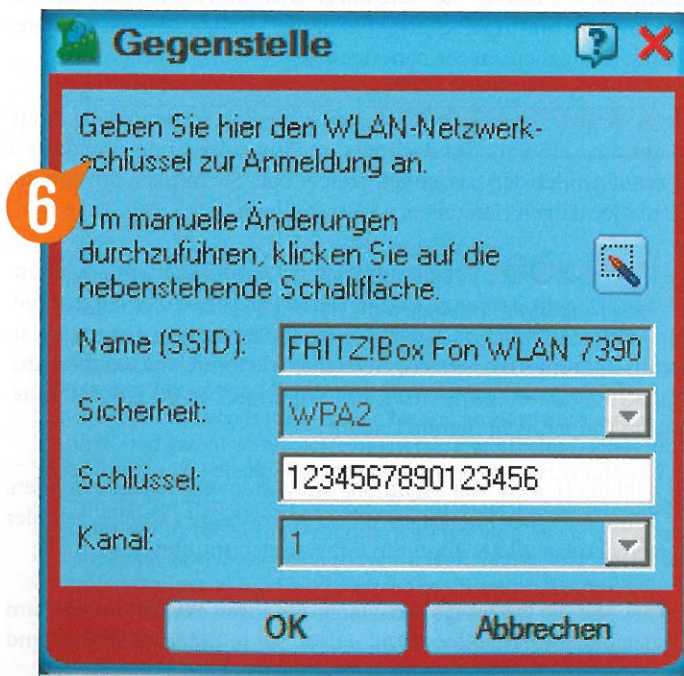 Gegenstelle
Geben Sie hier den WLAN-Netzwerk-
schlüssel zur Anmeldung an.
6
Um manuelle Änderungen
durchzuführen, klicken Sie auf die
nebenstehende Schaltfläche.
Name (SSID): FRITZ!Box Fon WLAN 7390
Sicherheit: WPA2
Schlüssel: 1234567890123456
Kanal: 1
OK Abbrechen